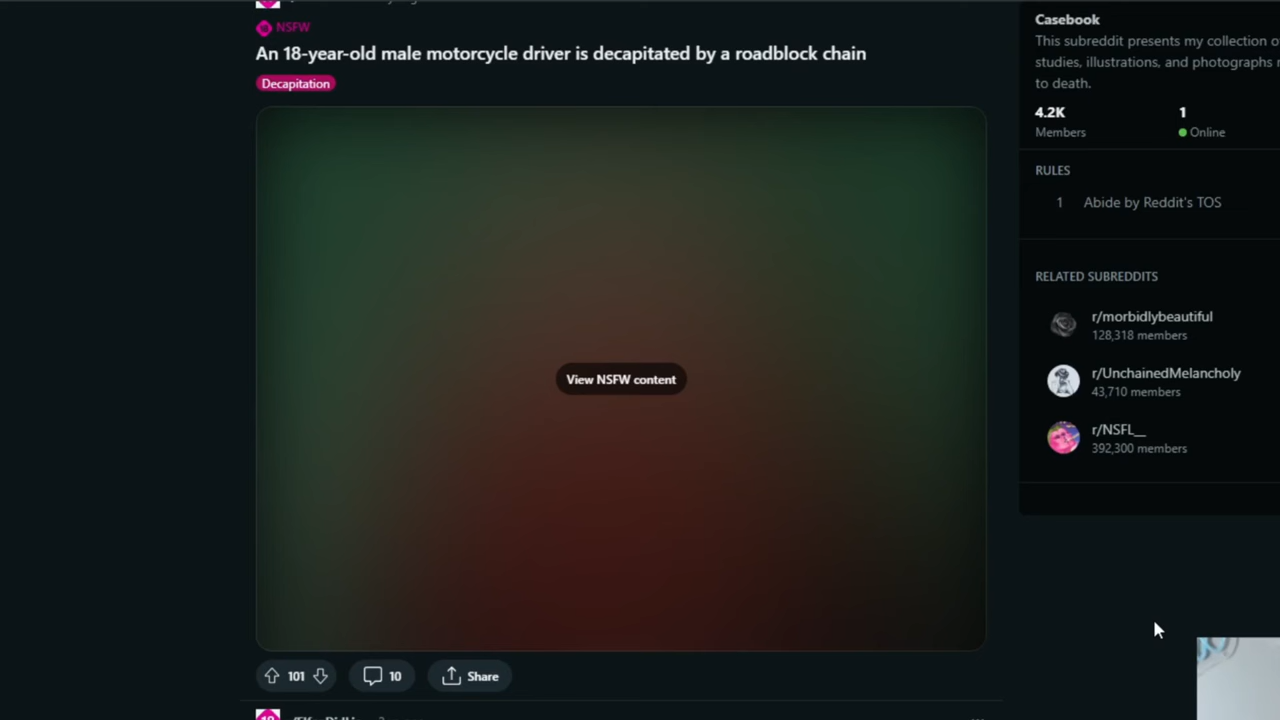 NSFW
An 18-year-old male motorcycle driver is decapitated by a roadblock chain
Decapitation
View NSFW content
101
10
Share
Casebook
This subreddit presents my collection
studies, illustrations, and photographs
to death.
4.2K
1
Members
Online
RULES
1 Abide by Reddit's TOS
RELATED SUBREDDITS
r/morbidlybeautiful
128,318 members
r/UnchainedMelancholy
43,710 members
r/NSFL__
392,300 members